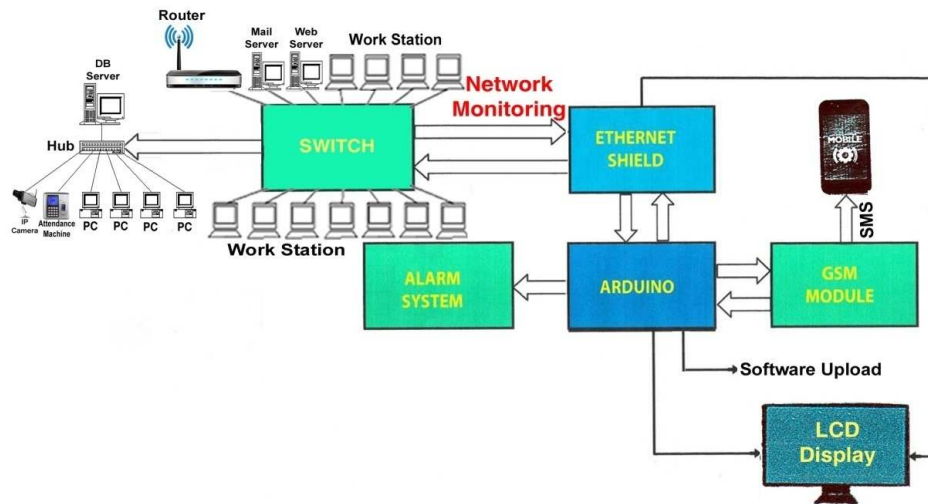 Router
Mail
Server
Web
Server
Work Station
DB
Server
Network
Monitoring
Hub
SWITCH
ETHERNET
SHIELD
MOBILE
IP
Camera
Attendance
Machine
PC
PC
PC
PC
Work Station
SMS
ALARM
SYSTEM
ARDUINO
GSM
MODULE
Software Upload
LCD
Display